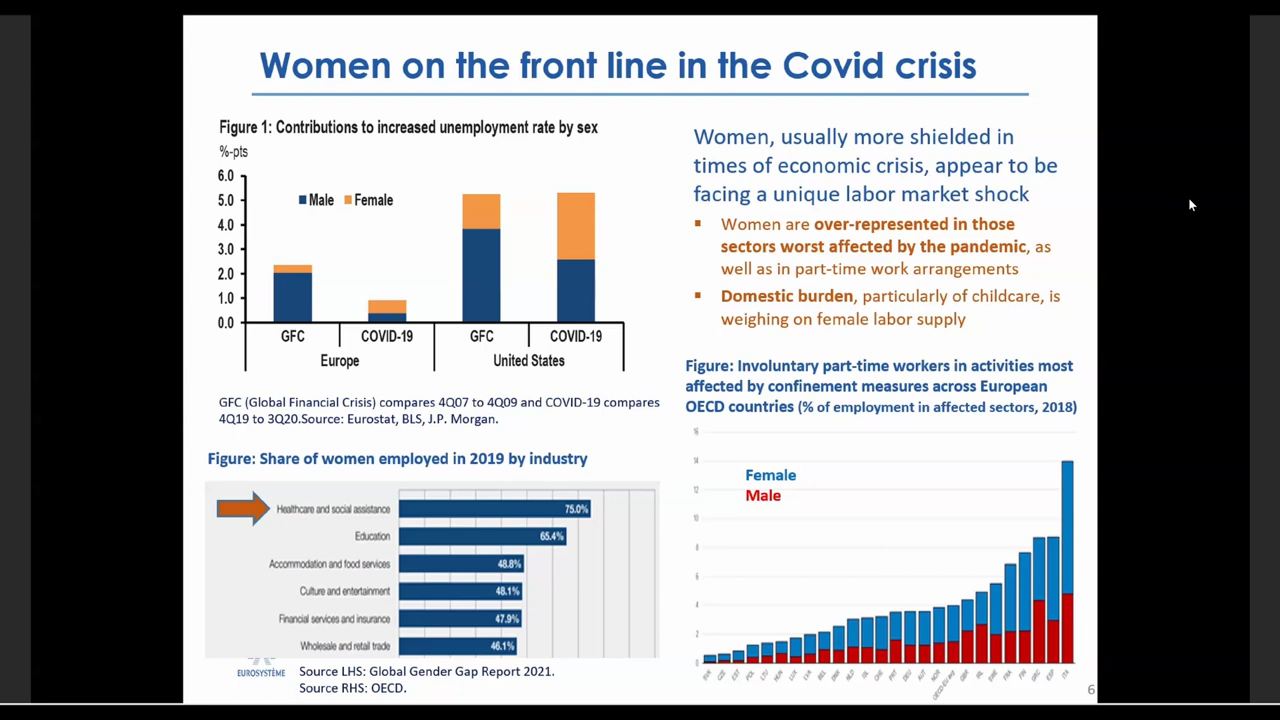 Women on the front line in the Covid crisis
Figure 1: Contributions to increased unemployment rate by sex
%-pts
6.0
5.0
4.0
3.0
2.0
1.0
0.0
Male Female
GFC COVID-19 GFC COVID-19
Europe United States
GFC (Global Financial Crisis) compares 4Q07 to 4Q09 and COVID-19 compares
4Q19 to 3Q20.Source: Eurostat, BLS, J.P. Morgan.
Figure: Share of women employed in 2019 by industry
Healthcare and social assistance 75.0%
Education 65.4%
Accommodation and food services 48.8%
Culture and entertainment 48.1%
Financial services and insurance 47.9%
Wholesale and retail trade 46.1%
EUROSYSTÈME
Source LHS: Global Gender Gap Report 2021.
Source RHS: OECD.
Women, usually more shielded in
times of economic crisis, appear to be
facing a unique labor market shock
Women are over-represented in those
sectors worst affected by the pandemic, as
well as in part-time work arrangements
Domestic burden, particularly of childcare, is
weighing on female labor supply
Figure: Involuntary part-time workers in activities most
affected by confinement measures across European
OECD countries (% of employment in affected sectors, 2018)
16
14
12
10
8
6
4
2
0
Female
Male
6